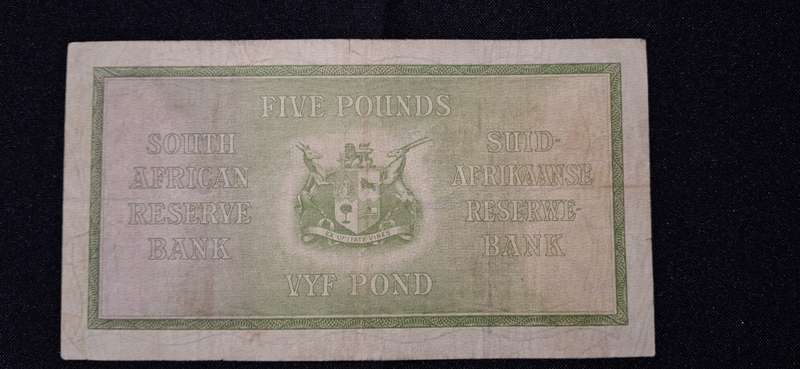 FIVE POUNDS
SOUTH
AFRICAN
RESERVE
BANK
SUID-
AFRIKAANSE
RESERWE-
BANK
EX UNITATE VIRES
VYF POND